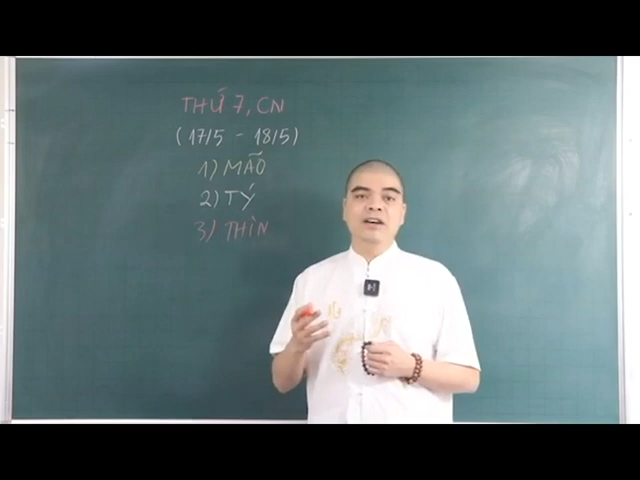 THỨ 7, CN
(17/5 - 18/5)
1) MÃO
2) TÝ
3) THÌN